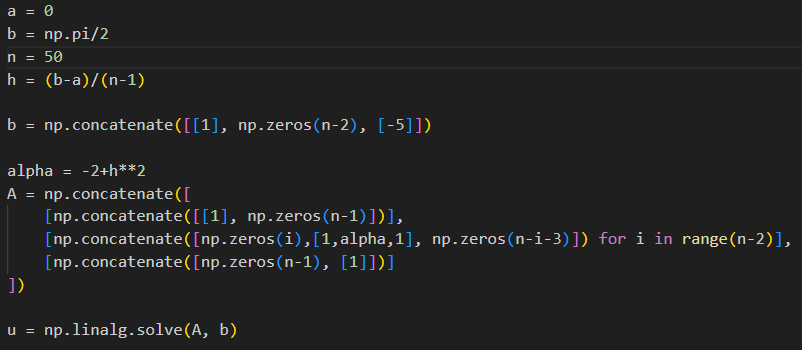 a = 0
b = np.pi/2
n = 50
h = (b-a)/(n-1)
b = np.concatenate([[1], np.zeros(n-2), [-5]])
alpha = -2+h**2
A = np.concatenate([
[np.concatenate([[1], np.zeros(n-1)])],
[np.concatenate([np.zeros(i),[1,alpha,1], np.zeros(n-i-3)]) for i in range(n-2)],
[np.concatenate([np.zeros(n-1), [1]])]
])
u = np.linalg.solve(A, b)